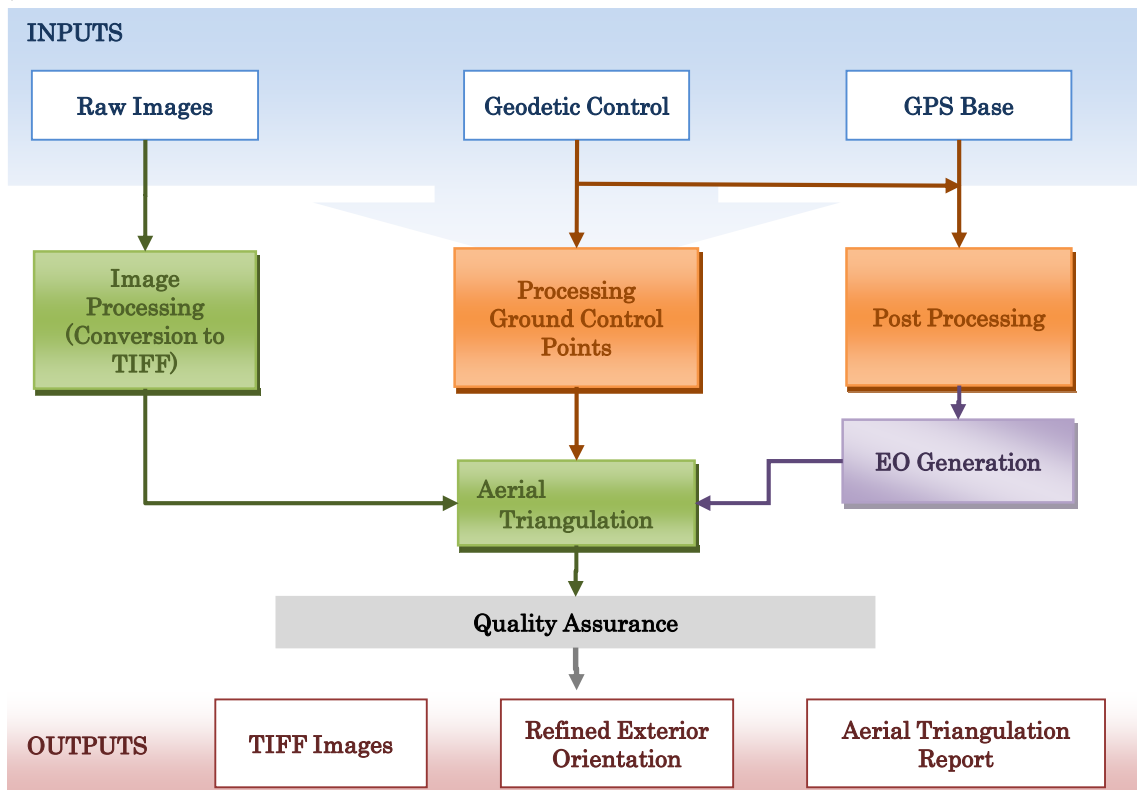 INPUTS
Raw Images
Geodetic Control
GPS Base
Image
Processing
(Conversion to
TIFF)
Processing
Ground Control
Points
Post Processing
EO Generation
Aerial
Triangulation
Quality Assurance
OUTPUTS
TIFF Images
Refined Exterior
Orientation
Aerial Triangulation
Report